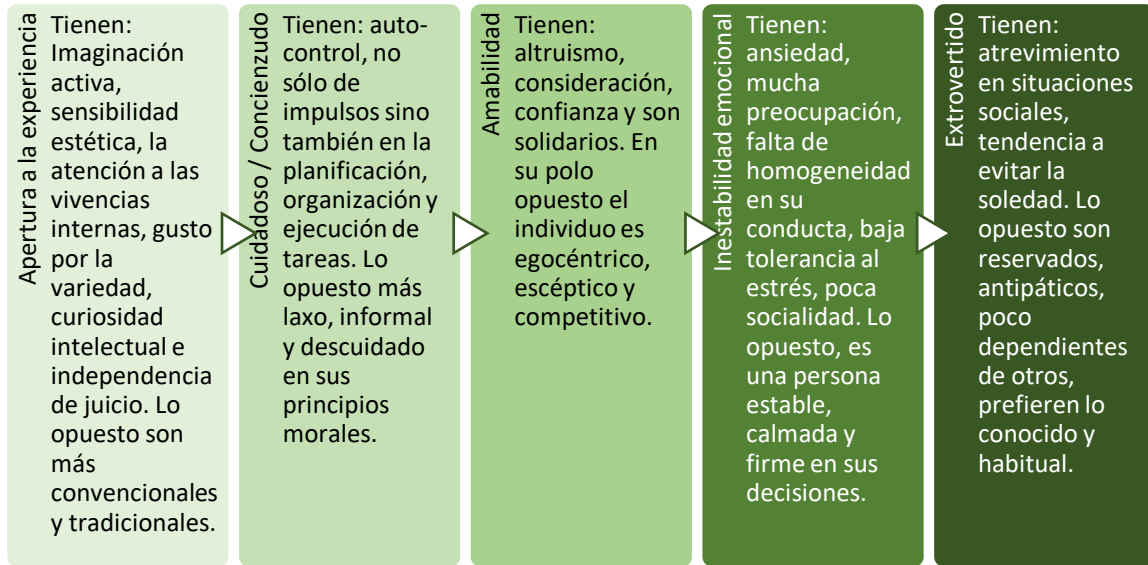 Apertura a la experiencia
Tienen:
Imaginación
activa,
sensibilidad
estética, la
atención a las
vivencias
internas, gusto
por la
variedad,
curiosidad
intelectual e
independencia
de juicio. Lo
opuesto son
más
convencionales
y tradicionales.
Cuidadoso / Concienzudo
Tienen: auto-
control, no
sólo de
impulsos sino
también en la
planificación,
organización y
ejecución de
tareas. Lo
opuesto más
laxo, informal
y descuidado
en sus
principios
morales.
Amabilidad
Tienen:
altruismo,
consideración,
confianza y son
solidarios. En
su polo
opuesto el
individuo es
egocéntrico,
escéptico y
competitivo.
Inestabilidad emocional
Tienen:
ansiedad,
mucha
preocupación,
falta de
homogeneidad
en su
conducta, baja
tolerancia al
estrés, poca
socialidad. Lo
opuesto, es
una persona
estable,
calmada y
firme en sus
decisiones.
Extrovertido
Tienen:
atrevimiento
en situaciones
sociales,
tendencia a
evitar la
soledad. Lo
opuesto son
reservados,
antipáticos,
poco
dependientes
de otros,
prefieren lo
conocido y
habitual.